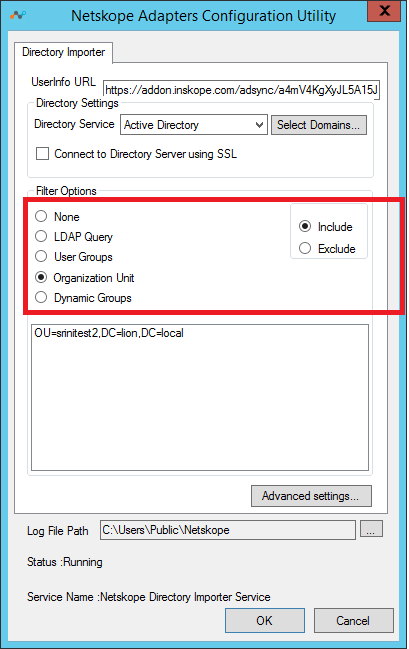 Netskope Adapters Configuration Utility
X
Directory Importer
UserInfo URL https://addon.inskope.com/adsync/a4mV4KgXyJL5A15J
Directory Settings
Directory Service Active Directory Select Domains...
Connect to Directory Server using SSL
Filter Options
None
Include
LDAP Query
Exclude
User Groups
Organization Unit
Dynamic Groups
OU=srinitest2,DC=lion,DC=local
Advanced settings...
Log File Path C:\Users\Public\Netskope ...
Status :Running
Service Name :Netskope Directory Importer Service
OK Cancel